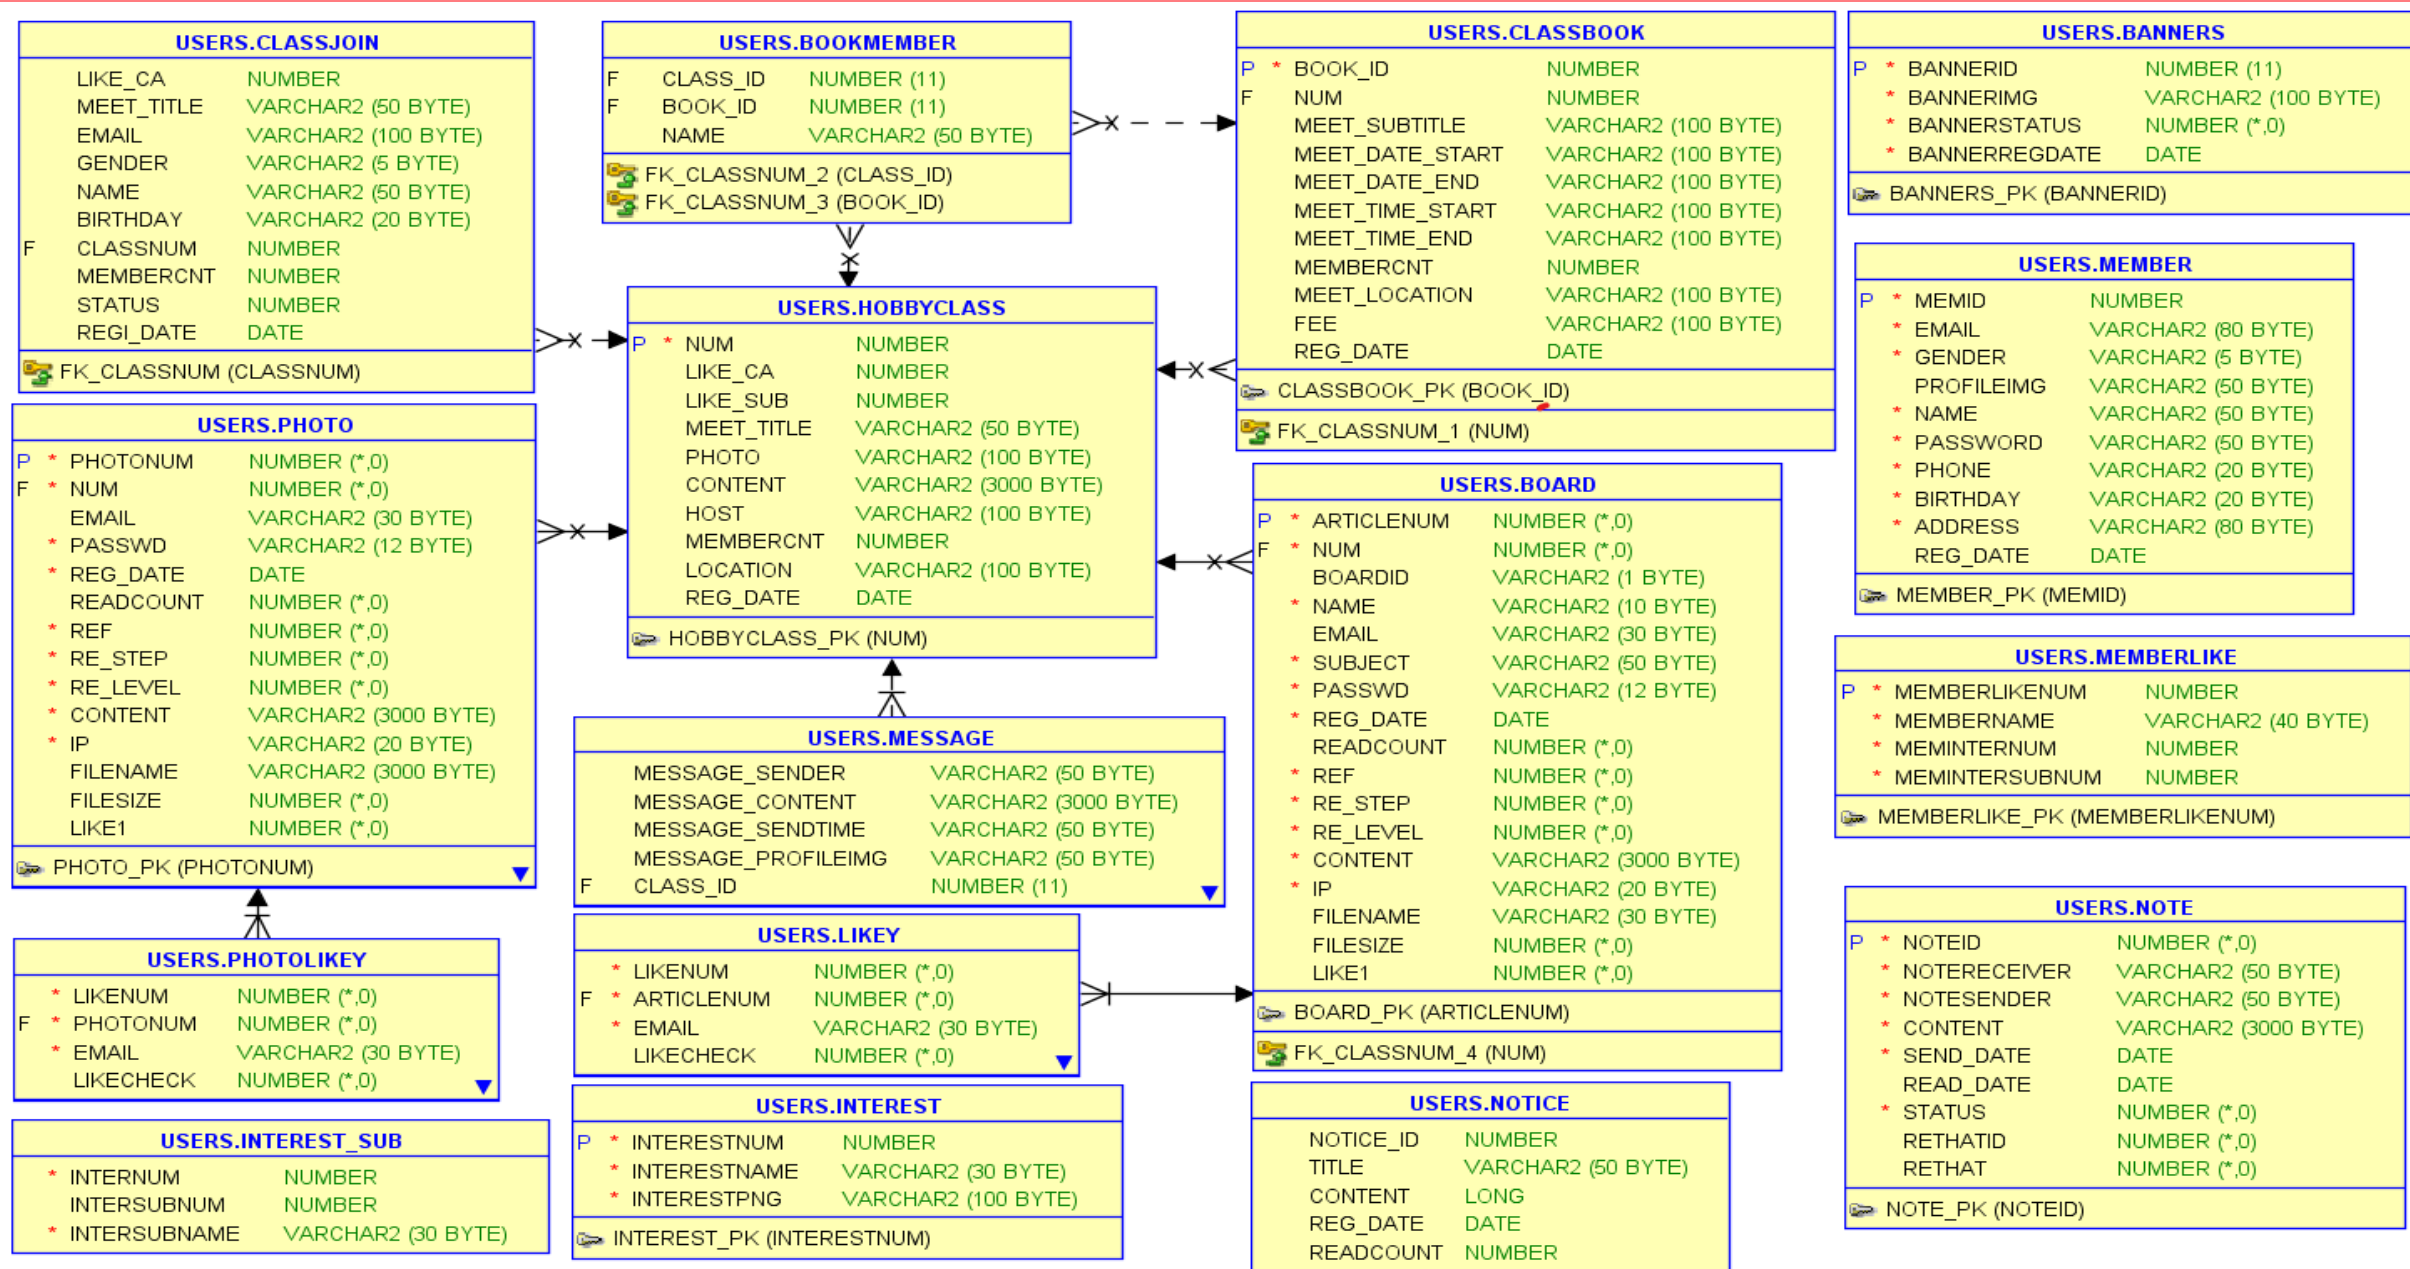 USERS.CLASSJOIN
LIKE_CA NUMBER
MEET_TITLE VARCHAR2 (50 BYTE)
EMAIL VARCHAR2 (100 BYTE)
GENDER VARCHAR2 (5 BYTE)
NAME VARCHAR2 (50 BYTE)
BIRTHDAY VARCHAR2 (20 BYTE)
F CLASSNUM NUMBER
MEMBERCNT NUMBER
STATUS NUMBER
REGI_DATE DATE
FK_CLASSNUM (CLASSNUM)
USERS.BOOKMEMBER
F CLASS_ID NUMBER (11)
F BOOK_ID NUMBER (11)
NAME VARCHAR2 (50 BYTE)
FK_CLASSNUM_2 (CLASS_ID)
FK_CLASSNUM_3 (BOOK_ID)
USERS.CLASSBOOK
P * BOOK_ID NUMBER
F NUM NUMBER
MEET_SUBTITLE VARCHAR2 (100 BYTE)
MEET_DATE_START VARCHAR2 (100 BYTE)
MEET_DATE_END VARCHAR2 (100 BYTE)
MEET_TIME_START VARCHAR2 (100 BYTE)
MEET_TIME_END VARCHAR2 (100 BYTE)
MEMBERCNT NUMBER
MEET_LOCATION VARCHAR2 (100 BYTE)
FEE VARCHAR2 (100 BYTE)
REG_DATE DATE
CLASSBOOK_PK (BOOK_ID)
FK_CLASSNUM_1 (NUM)
USERS.BANNERS
P * BANNERID NUMBER (11)
* BANNERIMG VARCHAR2 (100 BYTE)
* BANNERSTATUS NUMBER (*,0)
* BANNERREGDATE DATE
BANNERS_PK (BANNERID)
USERS.MEMBER
P * MEMID NUMBER
* EMAIL VARCHAR2 (80 BYTE)
* GENDER VARCHAR2 (5 BYTE)
PROFILEIMG VARCHAR2 (50 BYTE)
* NAME VARCHAR2 (50 BYTE)
* PASSWORD VARCHAR2 (50 BYTE)
* PHONE VARCHAR2 (20 BYTE)
* BIRTHDAY VARCHAR2 (20 BYTE)
* ADDRESS VARCHAR2 (80 BYTE)
REG_DATE DATE
MEMBER_PK (MEMID)
USERS.HOBBYCLASS
P * NUM NUMBER
LIKE_CA NUMBER
LIKE_SUB NUMBER
MEET_TITLE VARCHAR2 (50 BYTE)
PHOTO VARCHAR2 (100 BYTE)
CONTENT VARCHAR2 (3000 BYTE)
HOST VARCHAR2 (100 BYTE)
MEMBERCNT NUMBER
LOCATION VARCHAR2 (100 BYTE)
REG_DATE DATE
HOBBYCLASS_PK (NUM)
USERS.PHOTO
P * PHOTONUM NUMBER (*,0)
F * NUM NUMBER (*,0)
EMAIL VARCHAR2 (30 BYTE)
* PASSWD VARCHAR2 (12 BYTE)
* REG_DATE DATE
READCOUNT NUMBER (*,0)
* REF NUMBER (*,0)
* RE_STEP NUMBER (*,0)
* RE_LEVEL NUMBER (*,0)
* CONTENT VARCHAR2 (3000 BYTE)
* IP VARCHAR2 (20 BYTE)
FILENAME VARCHAR2 (3000 BYTE)
FILESIZE NUMBER (*,0)
LIKE1 NUMBER (*,0)
PHOTO_PK (PHOTONUM)
USERS.BOARD
P * ARTICLENUM NUMBER (*,0)
F * NUM NUMBER (*,0)
BOARDID VARCHAR2 (1 BYTE)
* NAME VARCHAR2 (10 BYTE)
EMAIL VARCHAR2 (30 BYTE)
* SUBJECT VARCHAR2 (50 BYTE)
* PASSWD VARCHAR2 (12 BYTE)
* REG_DATE DATE
READCOUNT NUMBER (*,0)
* REF NUMBER (*,0)
* RE_STEP NUMBER (*,0)
* RE_LEVEL NUMBER (*,0)
* CONTENT VARCHAR2 (3000 BYTE)
* IP VARCHAR2 (20 BYTE)
FILENAME VARCHAR2 (30 BYTE)
FILESIZE NUMBER (*,0)
LIKE1 NUMBER (*,0)
BOARD_PK (ARTICLENUM)
FK_CLASSNUM_4 (NUM)
USERS.MEMBERLIKE
P * MEMBERLIKENUM NUMBER
* MEMBERNAME VARCHAR2 (40 BYTE)
* MEMINTERNUM NUMBER
* MEMINTERSUBNUM NUMBER
MEMBERLIKE_PK (MEMBERLIKENUM)
USERS.MESSAGE
MESSAGE_SENDER VARCHAR2 (50 BYTE)
MESSAGE_CONTENT VARCHAR2 (3000 BYTE)
MESSAGE_SENDTIME VARCHAR2 (50 BYTE)
MESSAGE_PROFILEIMG VARCHAR2 (50 BYTE)
F CLASS_ID NUMBER (11)
USERS.PHOTOLIKEY
* LIKENUM NUMBER (*,0)
F * PHOTONUM NUMBER (*,0)
* EMAIL VARCHAR2 (30 BYTE)
LIKECHECK NUMBER (*,0)
USERS.LIKEY
* LIKENUM NUMBER (*,0)
F * ARTICLENUM NUMBER (*,0)
* EMAIL VARCHAR2 (30 BYTE)
LIKECHECK NUMBER (*,0)
USERS.NOTE
P * NOTEID NUMBER (*,0)
* NOTERECEIVER VARCHAR2 (50 BYTE)
* NOTESENDER VARCHAR2 (50 BYTE)
* CONTENT VARCHAR2 (3000 BYTE)
* SEND_DATE DATE
READ_DATE DATE
* STATUS NUMBER (*,0)
RETHATID NUMBER (*,0)
RETHAT NUMBER (*,0)
NOTE_PK (NOTEID)
USERS.INTEREST_SUB
* INTERNUM NUMBER
INTERSUBNUM NUMBER
* INTERSUBNAME VARCHAR2 (30 BYTE)
USERS.INTEREST
P * INTERESTNUM NUMBER
* INTERESTNAME VARCHAR2 (30 BYTE)
* INTERESTPNG VARCHAR2 (100 BYTE)
INTEREST_PK (INTERESTNUM)
USERS.NOTICE
NOTICE_ID NUMBER
TITLE VARCHAR2 (50 BYTE)
CONTENT LONG
REG_DATE DATE
READCOUNT NUMBER